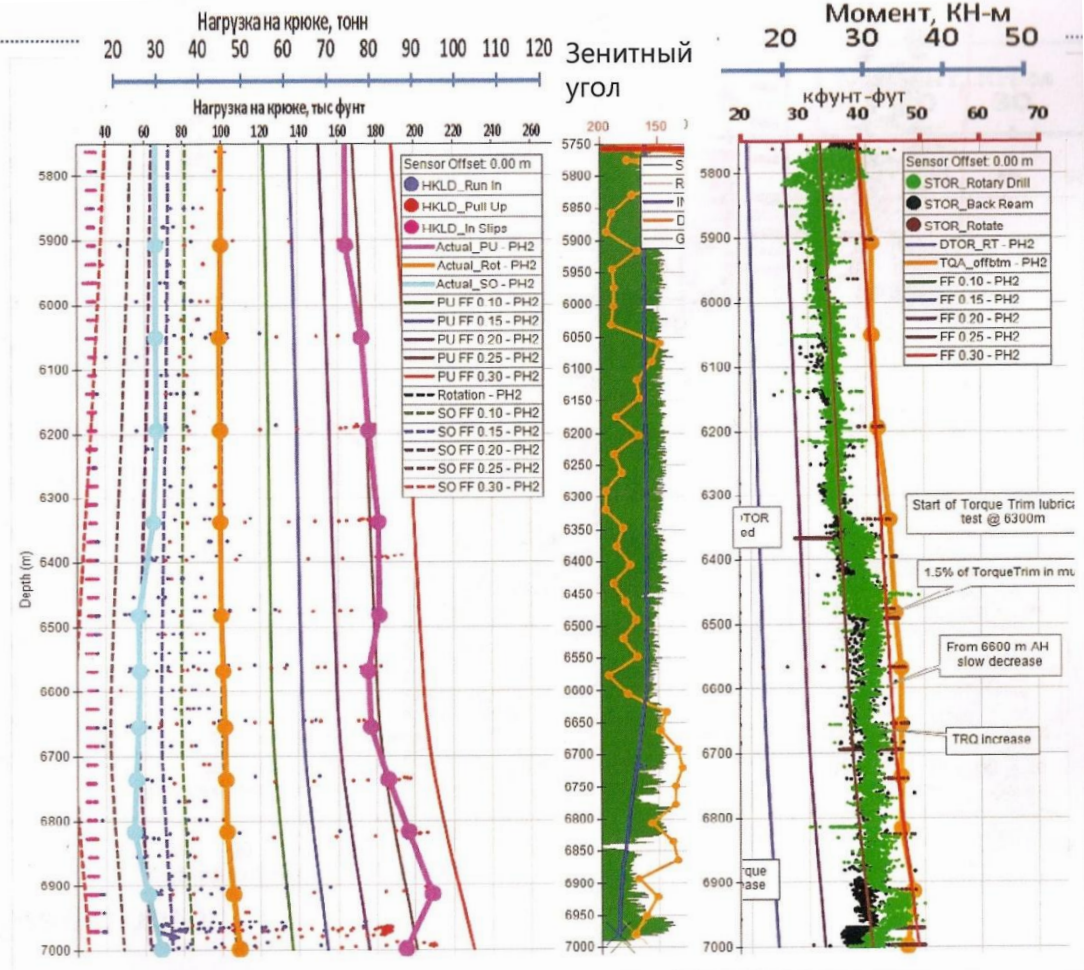 Нагрузка на крюке, тонн
20 30 40 50 60 70 80 90 100 110 120
Нагрузка на крюке, тыс фунт
40 60 80 100 120 140 160 180 200 220 240 260
Depth (m)
5800
5900
6000
6100
6200
6300
6400
6500
6600
6700
6800
6900
7000
Sensor Offset: 0.00 m
HKLD_Run In
HKLD_Pull Up
HKLD_In Slips
Actual_PU - PH2
Actual_Rot - PH2
Actual_SO - PH2
PU FF 0.10 - PH2
PU FF 0.15 - PH2
PU FF 0.20 - PH2
PU FF 0.25 - PH2
PU FF 0.30 - PH2
Rotation - PH2
SO FF 0.10 - PH2
SO FF 0.15 - PH2
SO FF 0.20 - PH2
SO FF 0.25 - PH2
SO FF 0.30 - PH2
Зенитный
угол
200 150
5750
5800
5850
5900
5950
6000
6050
6100
6150
6200
6250
6300
6350
6400
6450
6500
6550
6650
6700
6750
6800
6850
6900
6950
7000
S
R
D
G
Момент, КН-м
20 30 40 50
кфунт-фут
20 30 40 50 60 70
5800
5900
6000
6100
6200
6300
6400
6500
6600
6700
6800
6900
7000
Sensor Offset: 0.00 m
STOR_Rotary Drill
STOR_Back Ream
STOR_Rotate
DTOR_RT - PH2
TQA_offbtm - PH2
FF 0.10 - PH2
FF 0.15 - PH2
FF 0.20 - PH2
FF 0.25 - PH2
FF 0.30 - PH2
TOR
ed
Start of Torque Trim lubrica
test @ 6300m
1.5% of TorqueTrim in mu
From 6600 m AH
slow decrease
TRQ increase
rque
ase